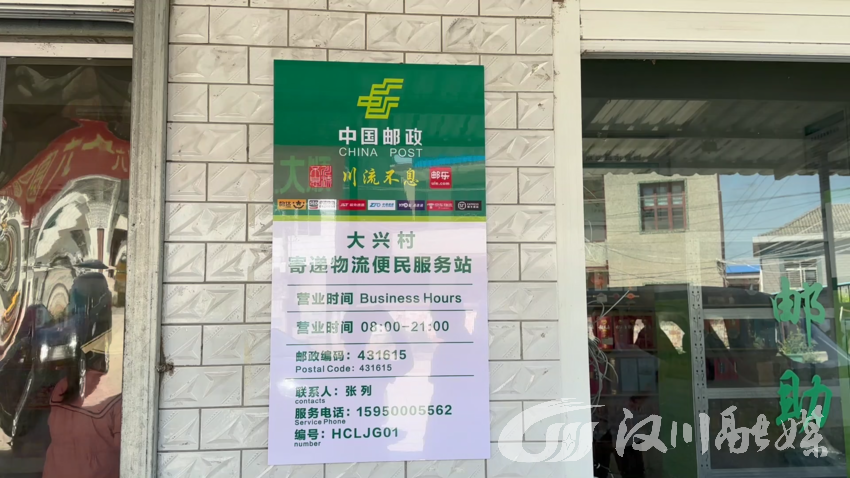 中国邮政
CHINA POST
川流不息
邮乐
ule.com
大兴村
寄递物流便民服务站
营业时间 Business Hours
营业时间 08:00-21:00
邮政编码：431615
Postal Code：431615
联系人：张列
contacts
服务电话：15950005562
Service Phone
编号：HCLJG01
number
邮
助
汉川融媒